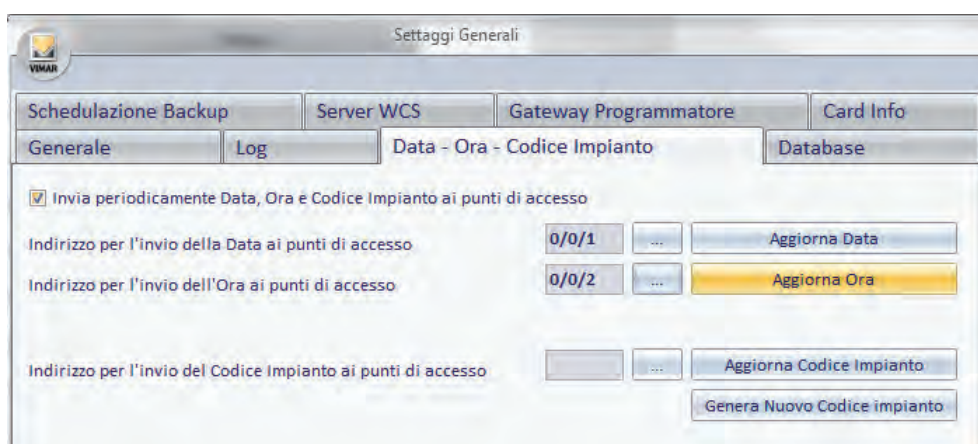 Settaggi Generali
VIMAR
Schedulazione Backup Server WCS Gateway Programmatore Card Info
Generale Log Data - Ora - Codice Impianto Database
Invia periodicamente Data, Ora e Codice Impianto ai punti di accesso
Indirizzo per l'invio della Data ai punti di accesso 0/0/1 ... Aggiorna Data
Indirizzo per l'invio dell'Ora ai punti di accesso 0/0/2 ... Aggiorna Ora
Indirizzo per l'invio del Codice Impianto ai punti di accesso ... Aggiorna Codice Impianto
Genera Nuovo Codice impianto